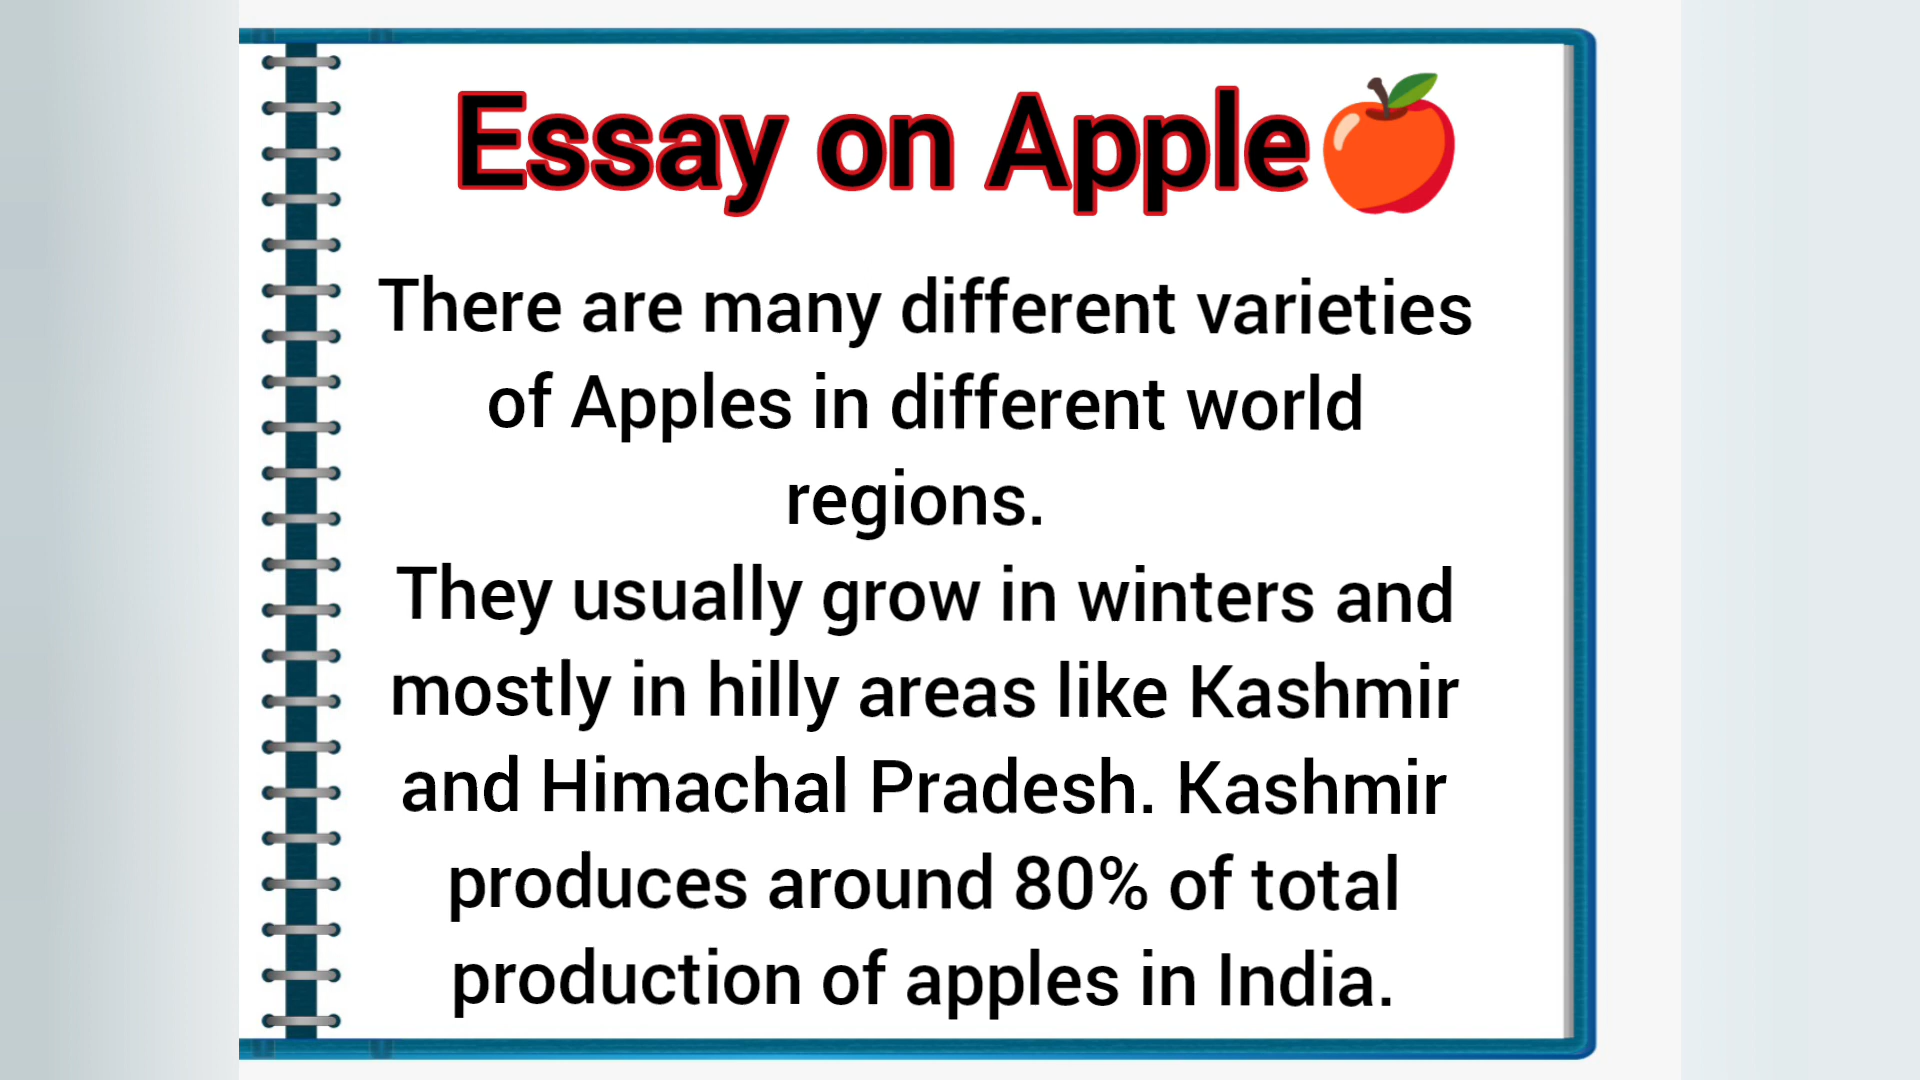 Essay on Apple
There are many different varieties
of Apples in different world
regions.
They usually grow in winters and
mostly in hilly areas like Kashmir
and Himachal Pradesh. Kashmir
produces around 80% of total
production of apples in India.